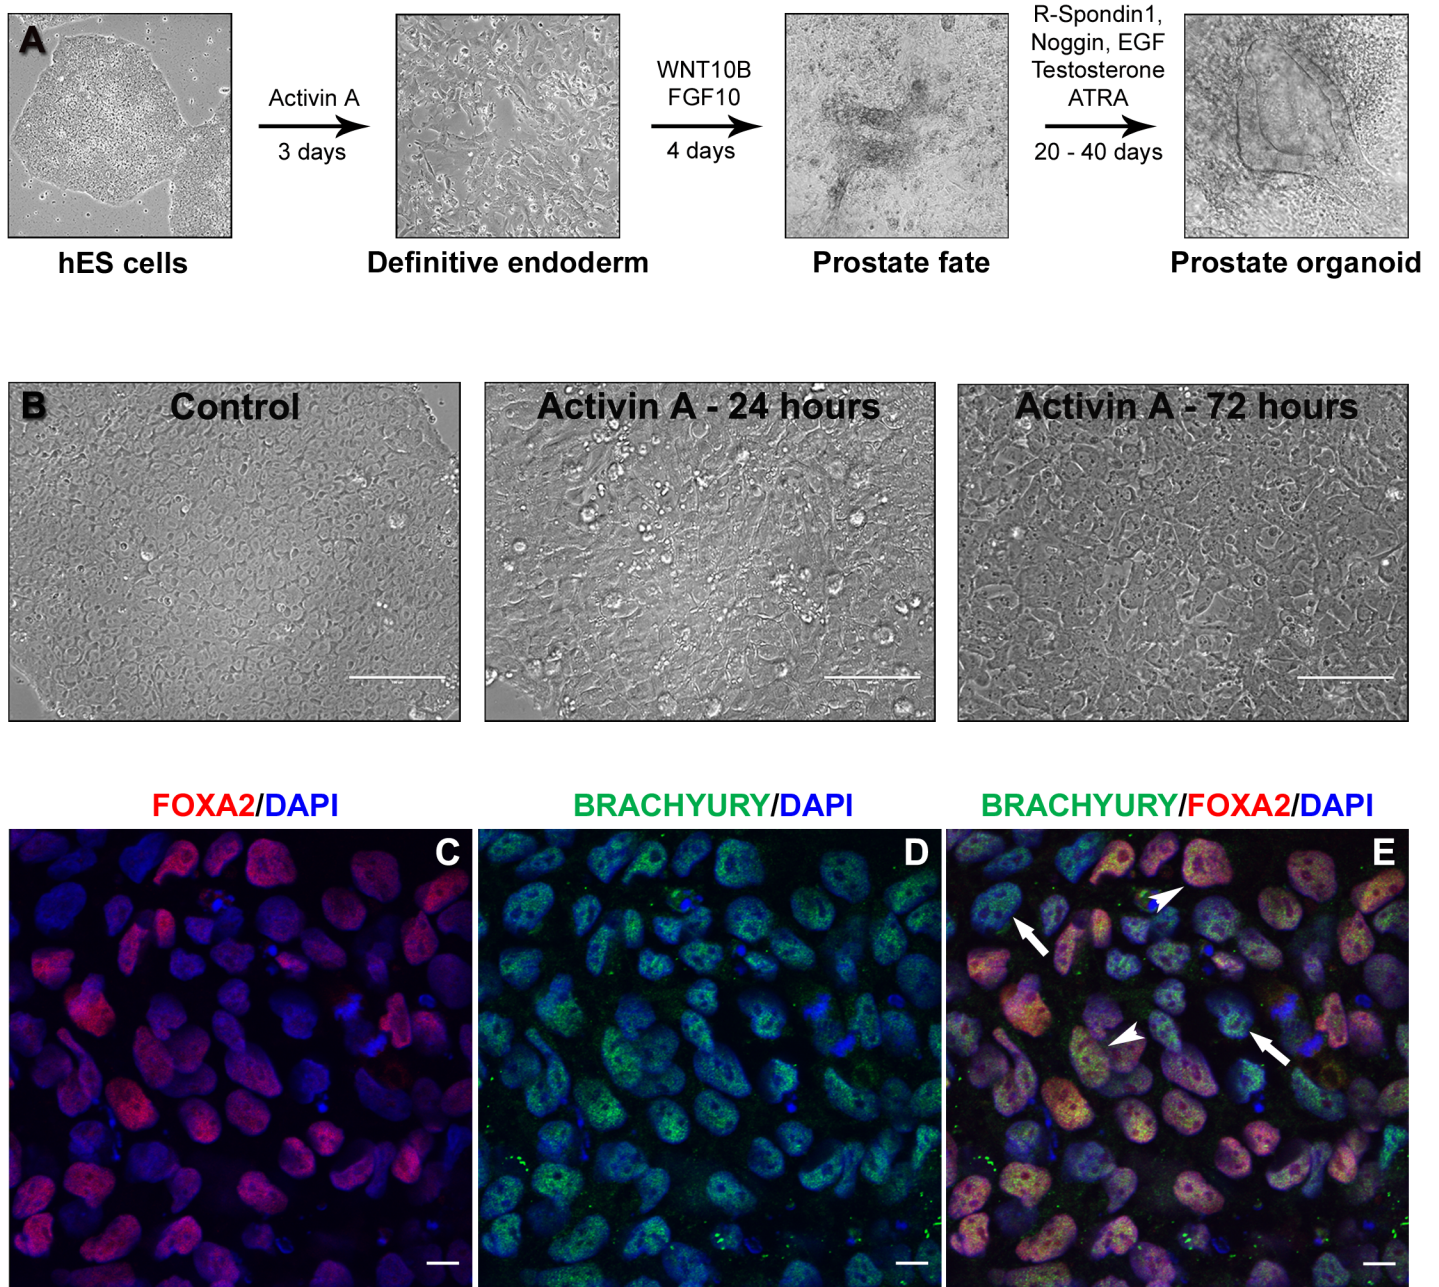 A
Activin A
3 days
WNT10B
FGF10
4 days
R-Spondin1,
Noggin, EGF
Testosterone
ATRA
20 - 40 days
hES cells
Definitive endoderm
Prostate fate
Prostate organoid
B
Control
Activin A - 24 hours
Activin A - 72 hours
FOXA2/DAPI
BRACHYURY/DAPI
BRACHYURY/FOXA2/DAPI
C
D
E